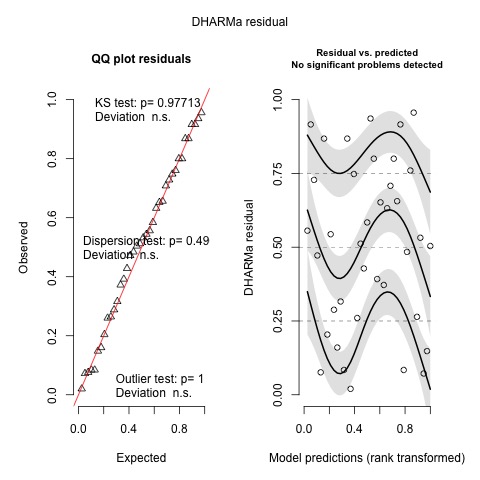 DHARMa residual
QQ plot residuals
KS test: p= 0.97713
Deviation n.s.
Dispersion test: p= 0.49
Deviation n.s.
Outlier test: p= 1
Deviation n.s.
Observed
0.0 0.2 0.4 0.6 0.8 1.0
0.0 0.4 0.8
Expected
Residual vs. predicted
No significant problems detected
DHARMa residual
0.00 0.25 0.50 0.75 1.00
0.0 0.4 0.8
Model predictions (rank transformed)